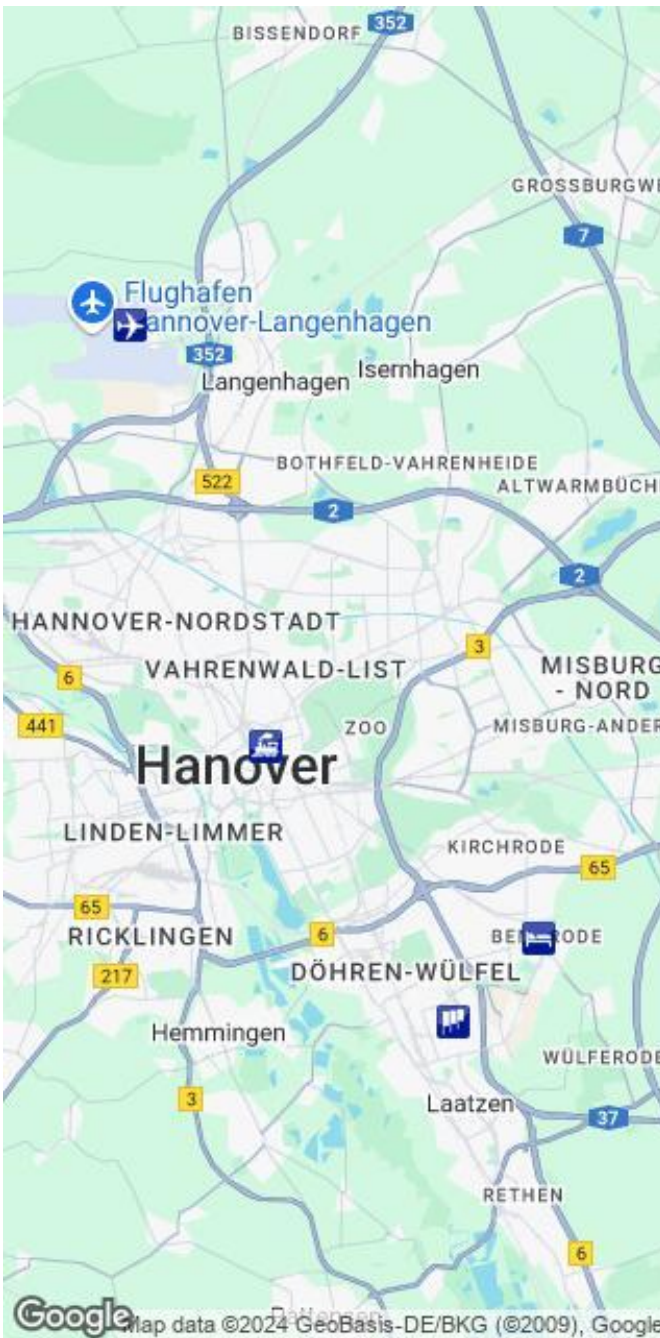 352
BISSENDORF
GROSSBURGWE
7
Flughafen
annover-Langenhagen
352
Langenhagen
Isernhagen
BOTHFELD-VAHRENHEIDE
522
ALTWARMBÜCH
2
2
HANNOVER-NORDSTADT
3
VAHRENWALD-LIST
MISBURG
- NORD
6
441
ZOO
MISBURG-ANDER
Hanover
LINDEN-LIMMER
KIRCHRODE
65
65
RICKLINGEN
6
BE RODE
217
DÖHREN-WÜLFEL
Hemmingen
WÜLFERODE
3
Laatzen
37
RETHEN
6
Google
Map data ©2024 GeoBasis-DE/BKG (©2009), Google